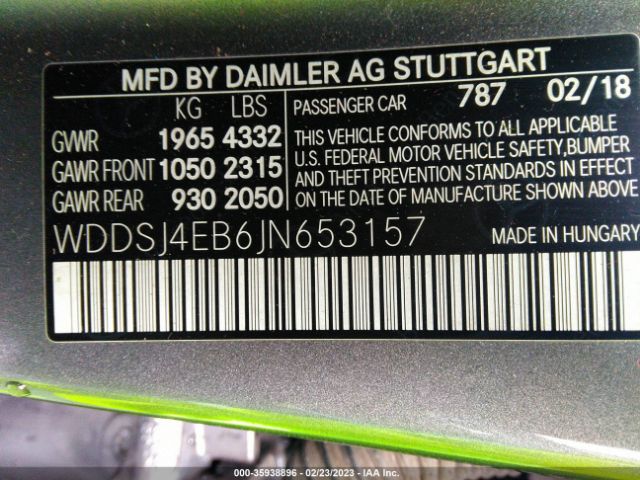 MFD BY DAIMLER AG STUTTGART
KG LBS
GVWR 1965 4332
GAWR FRONT 1050 2315
GAWR REAR 930 2050
PASSENGER CAR 787 02/18
THIS VEHICLE CONFORMS TO ALL APPLICABLE
U.S. FEDERAL MOTOR VEHICLE SAFETY,BUMPER
AND THEFT PREVENTION STANDARDS IN EFFECT
ON THE DATE OF MANUFACTURE SHOWN ABOVE
WDDSJ4EB6JN653157 MADE IN HUNGARY
000-35938896 - 02/23/2023 - IAA Inc.